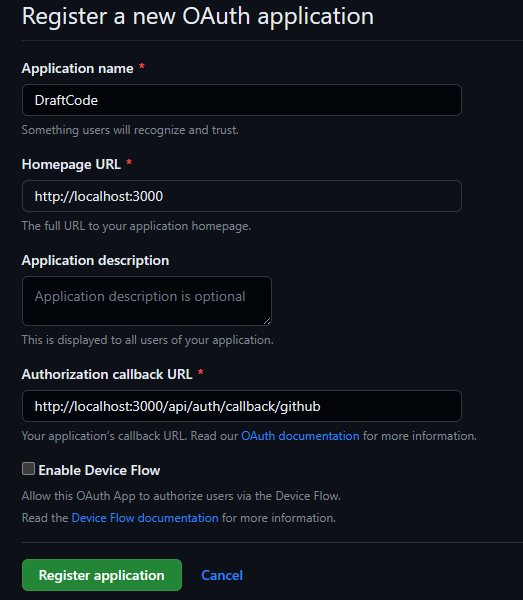 Register a new OAuth application
Application name *
DraftCode
Something users will recognize and trust.
Homepage URL *
http://localhost:3000
The full URL to your application homepage.
Application description
Application description is optional
This is displayed to all users of your application.
Authorization callback URL *
http://localhost:3000/api/auth/callback/github
Your application's callback URL. Read our OAuth documentation for more information.
Enable Device Flow
Allow this OAuth App to authorize users via the Device Flow.
Read the Device Flow documentation for more information.
Register application Cancel